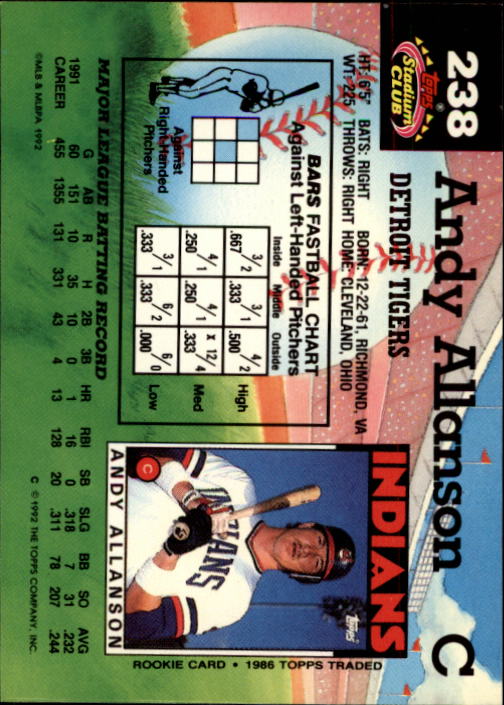 238
Topps
Stadium
CLUB
Andy Allanson C
DETROIT TIGERS
HT: 6'5" BATS: RIGHT BORN: 12-22-61, RICHMOND, VA
WT: 225 THROWS: RIGHT HOME: CLEVELAND, OHIO
BARS FASTBALL CHART
Against Left-Handed Pitchers
Inside Middle Outside
3/2 .667 3/1 .333 4/2 .500 High
4/1 .250 4/1 .250 x 12/4 .333 Med
3/1 .333 6/2 .333 6/0 .000 Low
Against
Right-Handed
Pitchers
INDIANS
Topps
C
ANDY ALLANSON
ROOKIE CARD • 1986 TOPPS TRADED
MAJOR LEAGUE BATTING RECORD
G AB R H 2B 3B HR RBI SB SLG BB SO AVG
1991 60 151 10 35 10 0 1 16 0 .318 7 31 .232
CAREER 455 1355 131 331 43 4 13 128 20 .311 78 207 .244
©MLB & MLBPA 1992
C © 1992 THE TOPPS COMPANY, INC.